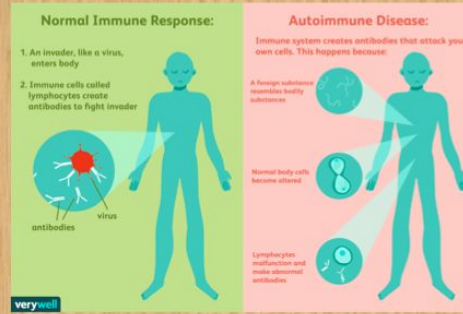 Normal Immune Response:
1. An invader, like a virus,
enters body
2. Immune cells called
lymphocytes create
antibodies to fight invader
virus
antibodies
verywell
Autoimmune Disease:
Immune system creates antibodies that attack you
own cells. This happens because:
A foreign substance
resembles bodily
substances
Normal body cells
become altered
Lymphocytes
malfunction and
make abnormal
antibodies